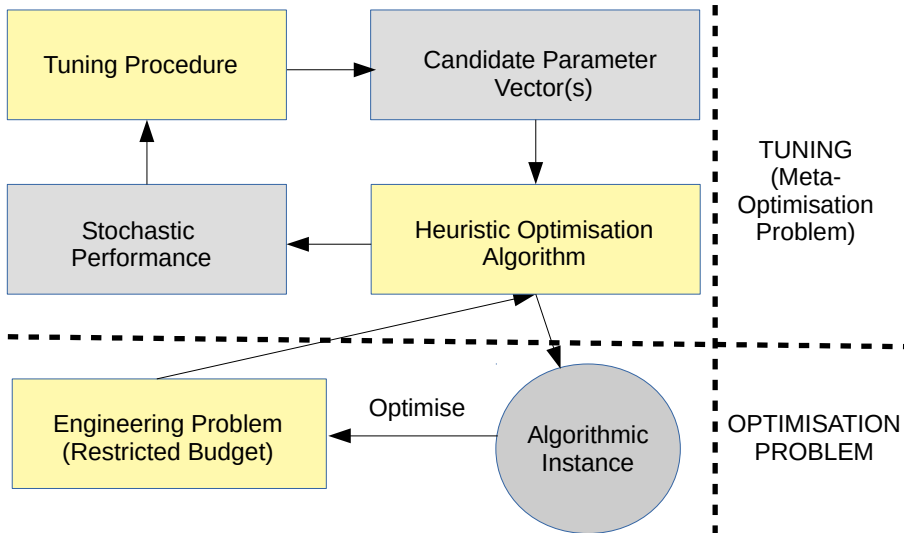 Tuning Procedure
Candidate Parameter
Vector(s)
TUNING
(Meta-
Optimisation
Problem)
Stochastic
Performance
Heuristic Optimisation
Algorithm
Engineering Problem
(Restricted Budget)
Optimise
Algorithmic
Instance
OPTIMISATION
PROBLEM